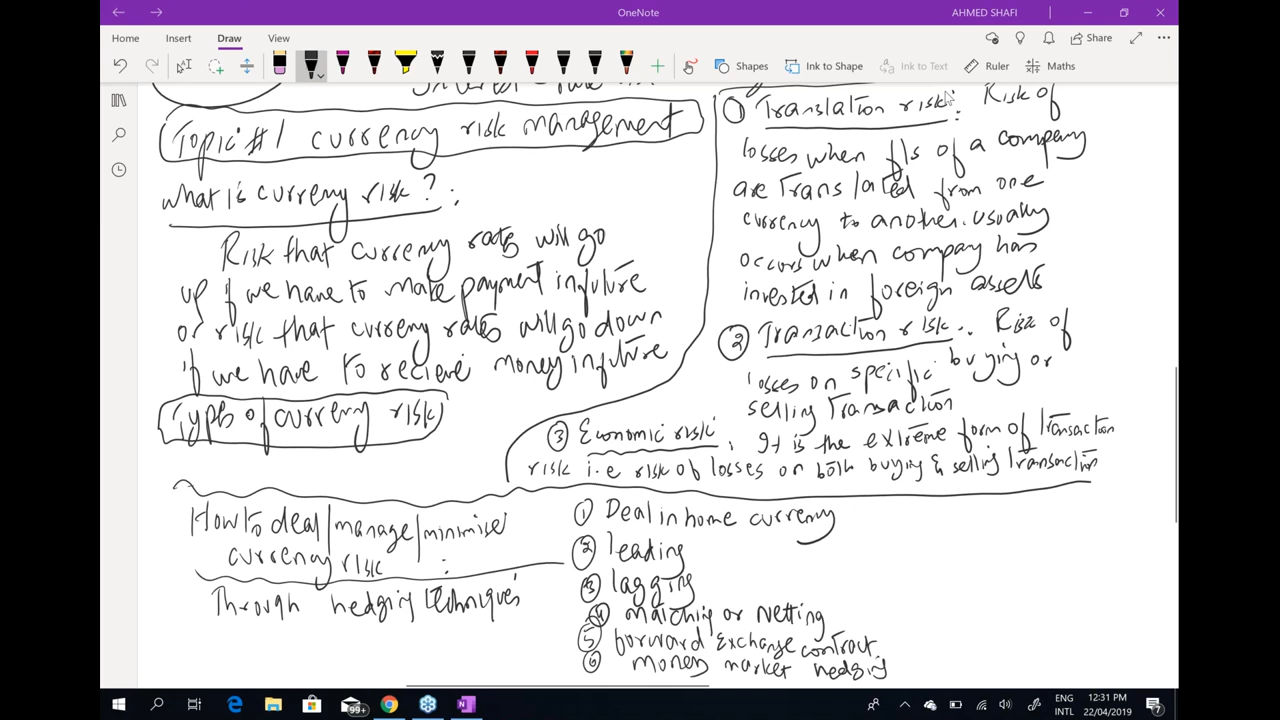 OneNote
AHMED SHAFI
Home Insert Draw View
Share
Shapes
Ink to Shape
Ink to Text
Ruler
Maths
Interest - rate risk
Topic #1 currency risk management
what is currency risk? :
Risk that currency rates will go
up if we have to make payment in future
or risk that currency rates will go down
if we have to recieve money in future
Types of currency risk
① Translation risk : Risk of
losses when f/s of a company
are translated from one
currency to another. usually
occurs when company has
invested in foreign assets
② Transaction risk : Risk of
losses on specific buying or
selling Transaction
③ Economic risk : It is the extreme form of Transaction
risk i.e risk of losses on both buying & selling Transaction
How to deal/manage/minimise
currency risk :
Through hedging Techniques
① Deal in home currency
② leading
③ lagging
④ matching or netting
⑤ forward exchange contract
⑥ money market hedging
99+
ENG
INTL
12:31 PM
22/04/2019
7